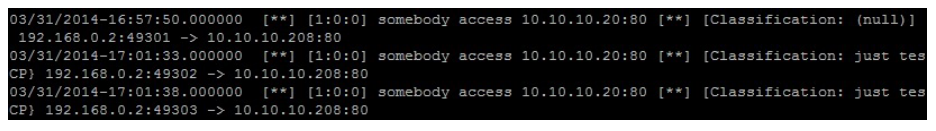 03/31/2014-16:57:50.000000  [**] [1:0:0] somebody access 10.10.10.20:80 [**] [Classification: (null)]
 192.168.0.2:49301 -> 10.10.10.208:80
03/31/2014-17:01:33.000000  [**] [1:0:0] somebody access 10.10.10.20:80 [**] [Classification: just tes
CP} 192.168.0.2:49302 -> 10.10.10.208:80
03/31/2014-17:01:38.000000  [**] [1:0:0] somebody access 10.10.10.20:80 [**] [Classification: just tes
CP} 192.168.0.2:49303 -> 10.10.10.208:80